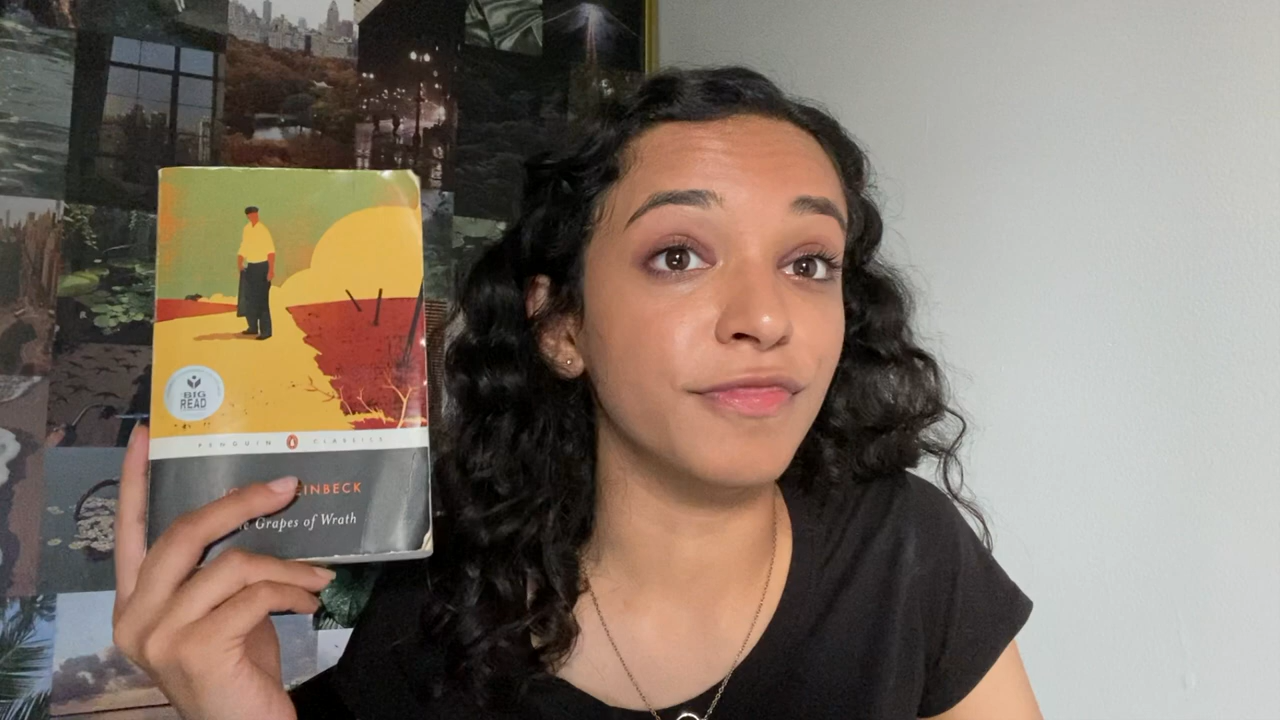 BIG
READ
PENGUIN CLASSICS
EINBECK
e Grapes of Wrath